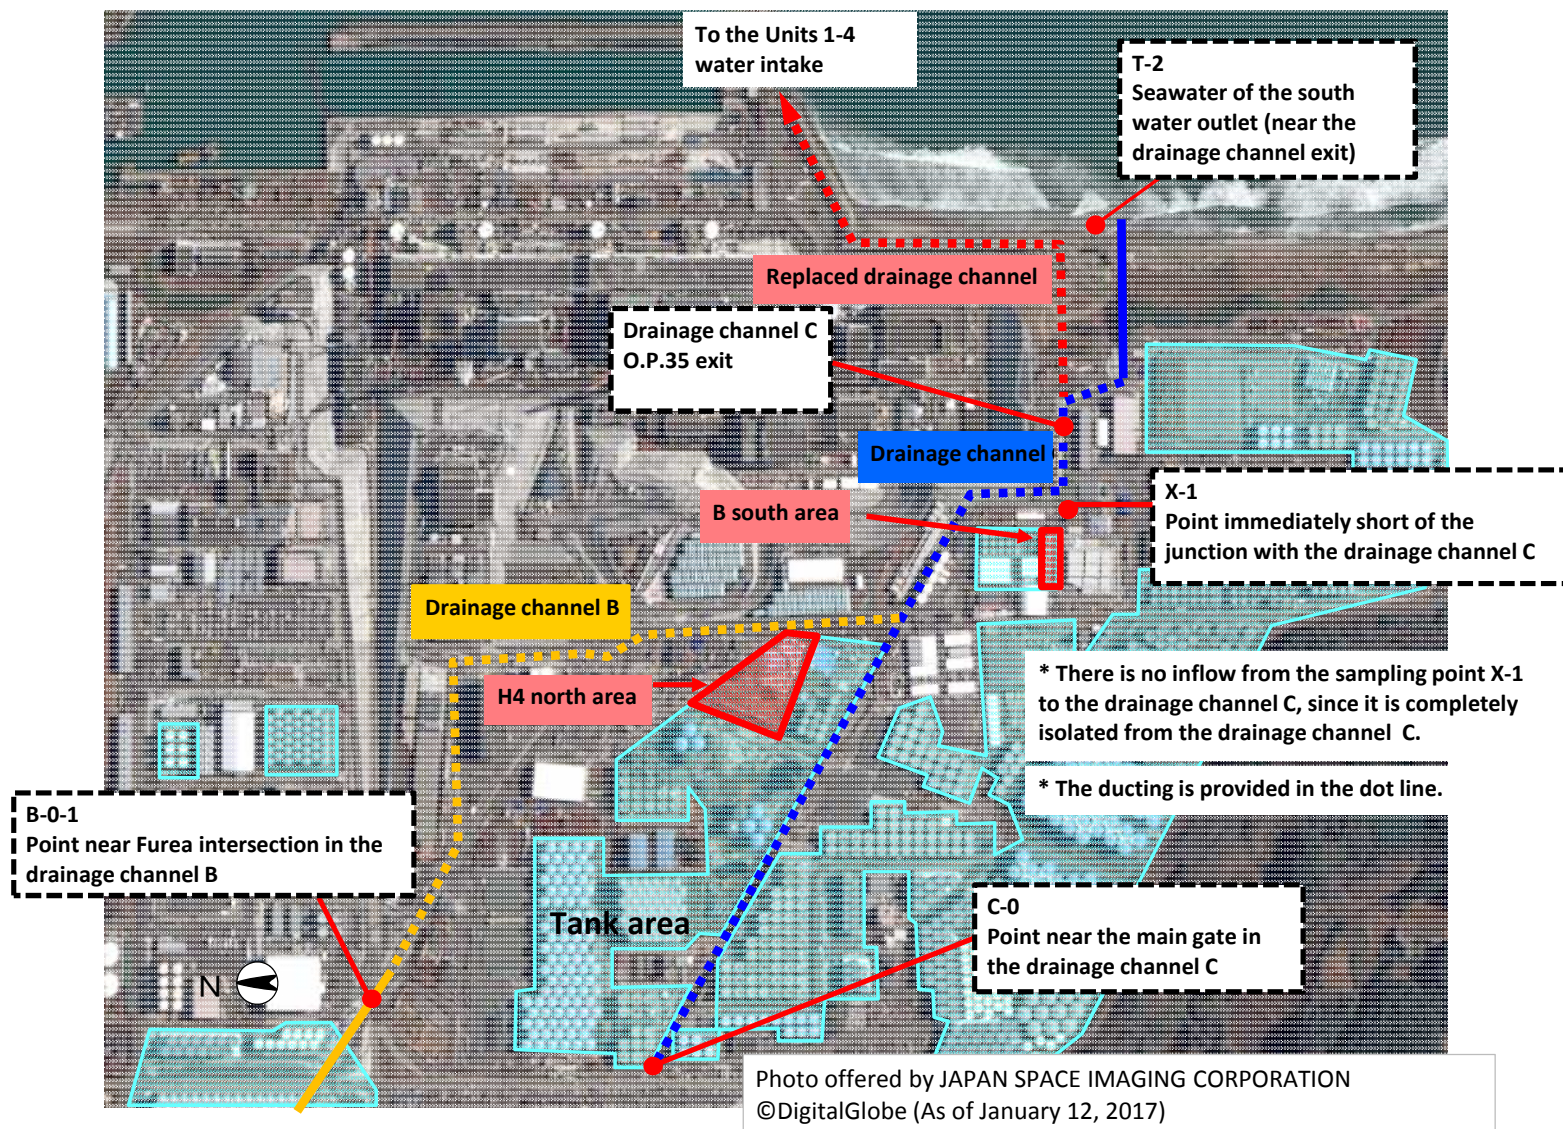 To the Units 1-4
water intake
T-2
Seawater of the south
water outlet (near the
drainage channel exit)
Replaced drainage channel
Drainage channel C
O.P.35 exit
Drainage channel
X-1
Point immediately short of the
junction with the drainage channel C
B south area
Drainage channel B
* There is no inflow from the sampling point X-1
to the drainage channel C, since it is completely
isolated from the drainage channel  C.
H4 north area
* The ducting is provided in the dot line.
B-0-1
Point near Furea intersection in the
drainage channel B
Tank area
C-0
Point near the main gate in
the drainage channel C
N
Photo offered by JAPAN SPACE IMAGING CORPORATION
©DigitalGlobe (As of January 12, 2017)